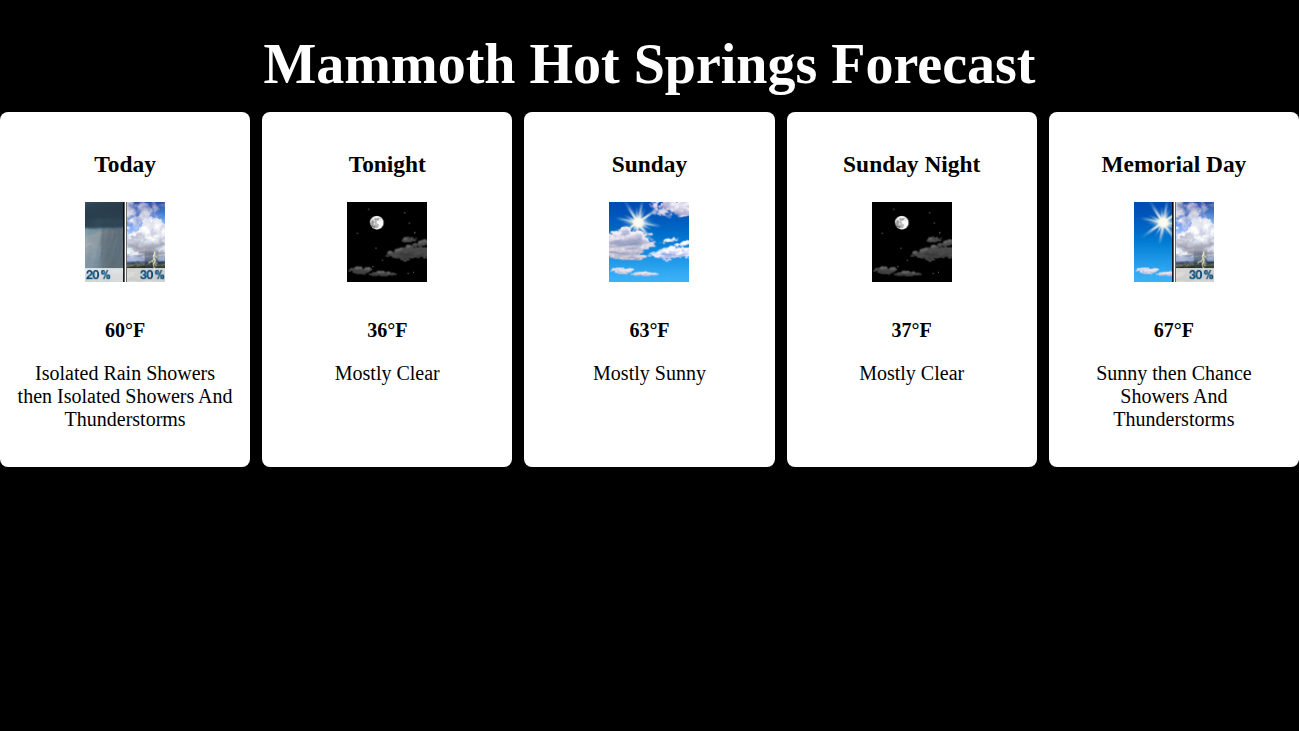 Mammoth Hot Springs Forecast
Today
20%
30%
60°F
Isolated Rain Showers
then Isolated Showers And
Thunderstorms
Tonight
36°F
Mostly Clear
Sunday
63°F
Mostly Sunny
Sunday Night
37°F
Mostly Clear
Memorial Day
30%
67°F
Sunny then Chance
Showers And
Thunderstorms